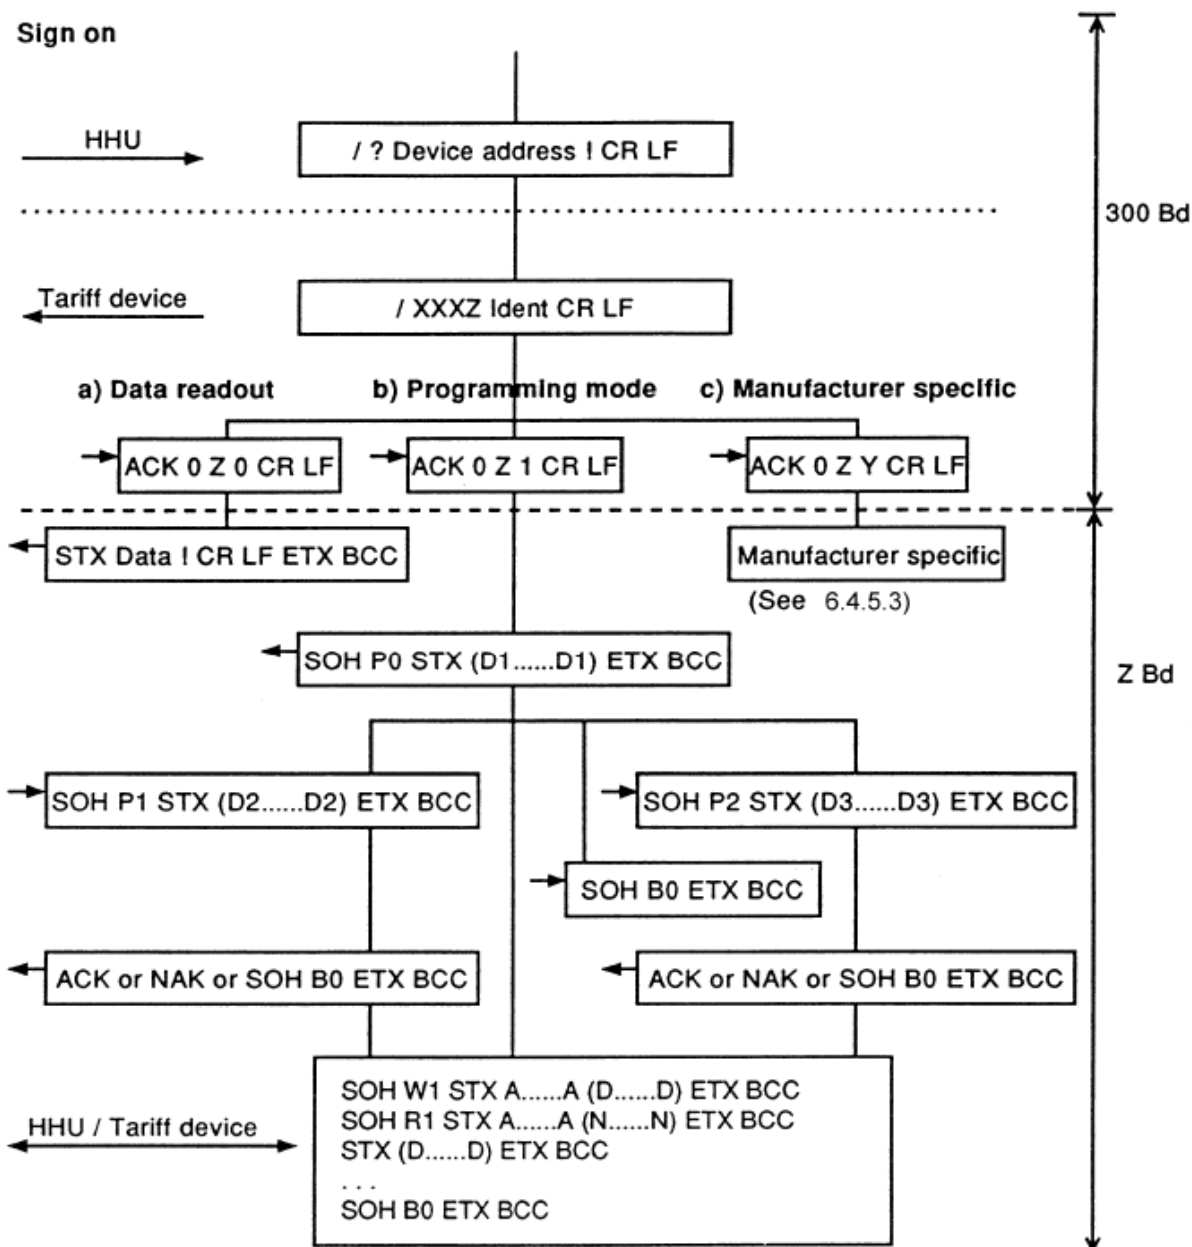 Sign on
HHU
/ ? Device address ! CR LF
300 Bd
Tariff device
/ XXXZ Ident CR LF
a) Data readout
b) Programming mode
c) Manufacturer specific
ACK 0 Z 0 CR LF
ACK 0 Z 1 CR LF
ACK 0 Z Y CR LF
STX Data ! CR LF ETX BCC
Manufacturer specific
(See 6.4.5.3)
SOH P0 STX (D1......D1) ETX BCC
Z Bd
SOH P1 STX (D2......D2) ETX BCC
SOH P2 STX (D3......D3) ETX BCC
SOH B0 ETX BCC
ACK or NAK or SOH B0 ETX BCC
ACK or NAK or SOH B0 ETX BCC
HHU / Tariff device
SOH W1 STX A......A (D......D) ETX BCC
SOH R1 STX A......A (N......N) ETX BCC
STX (D......D) ETX BCC
. . .
SOH B0 ETX BCC